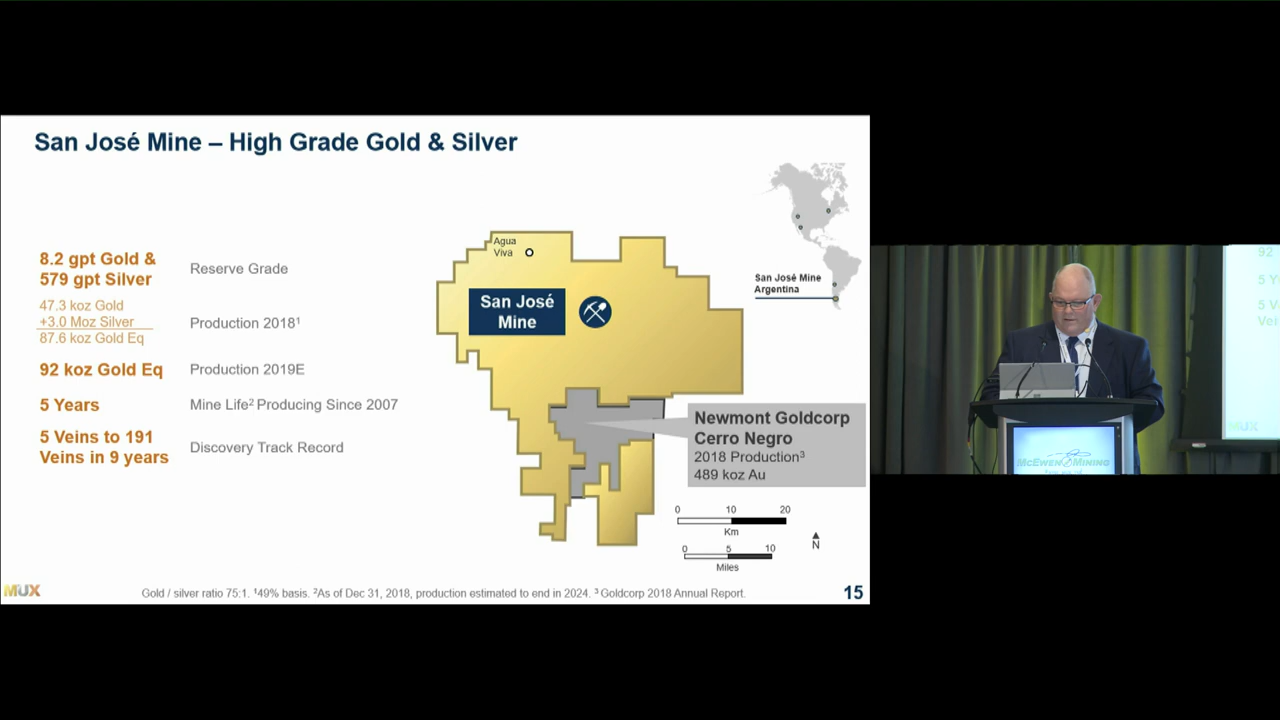 San José Mine – High Grade Gold & Silver
8.2 gpt Gold &
579 gpt Silver
Reserve Grade
47.3 koz Gold
+3.0 Moz Silver
87.6 koz Gold Eq
Production 2018¹
92 koz Gold Eq
Production 2019E
5 Years
Mine Life² Producing Since 2007
5 Veins to 191
Veins in 9 years
Discovery Track Record
Agua
Viva
San José
Mine
San José Mine
Argentina
Newmont Goldcorp
Cerro Negro
2018 Production³
489 koz Au
0 10 20
Km
0 5 10
Miles
N
MUX
Gold / silver ratio 75:1. ¹49% basis. ²As of Dec 31, 2018, production estimated to end in 2024. ³ Goldcorp 2018 Annual Report.
15
McEWEN MINING
92
5 Y
5 V
Vei
MUX